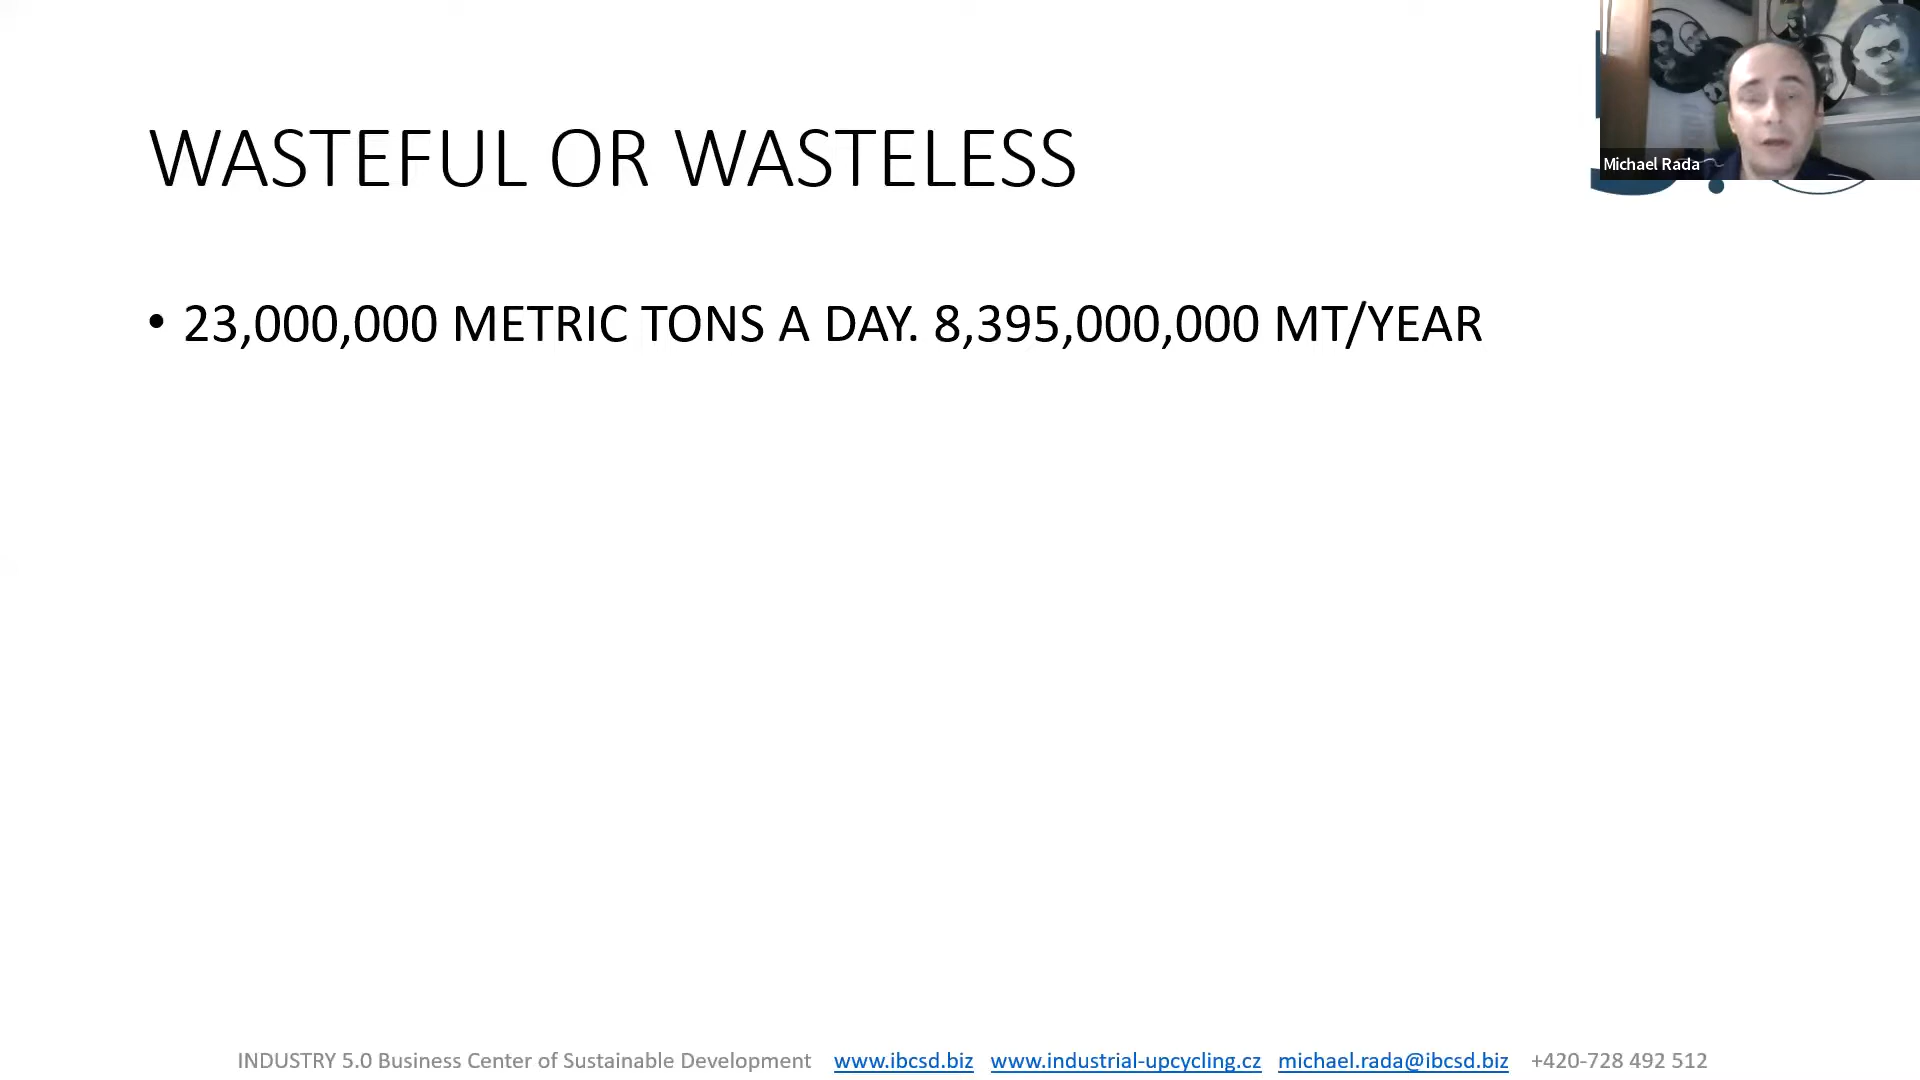 WASTEFUL OR WASTELESS
Michael Rada
• 23,000,000 METRIC TONS A DAY. 8,395,000,000 MT/YEAR
INDUSTRY 5.0 Business Center of Sustainable Development www.ibcsd.biz www.industrial-upcycling.cz michael.rada@ibcsd.biz +420-728 492 512